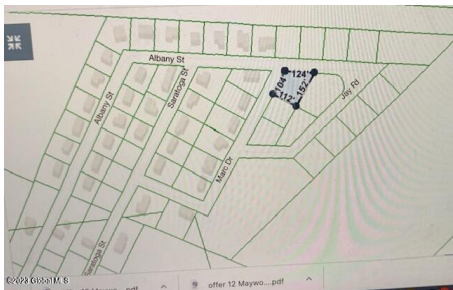 Albany St
Albany St
Saratoga St
124'
104'
112'
152'
Jay Rd
Marc Dr
Saratoga St
©2023 Global MLS
....pdf
offer 12 Maywo....pdf